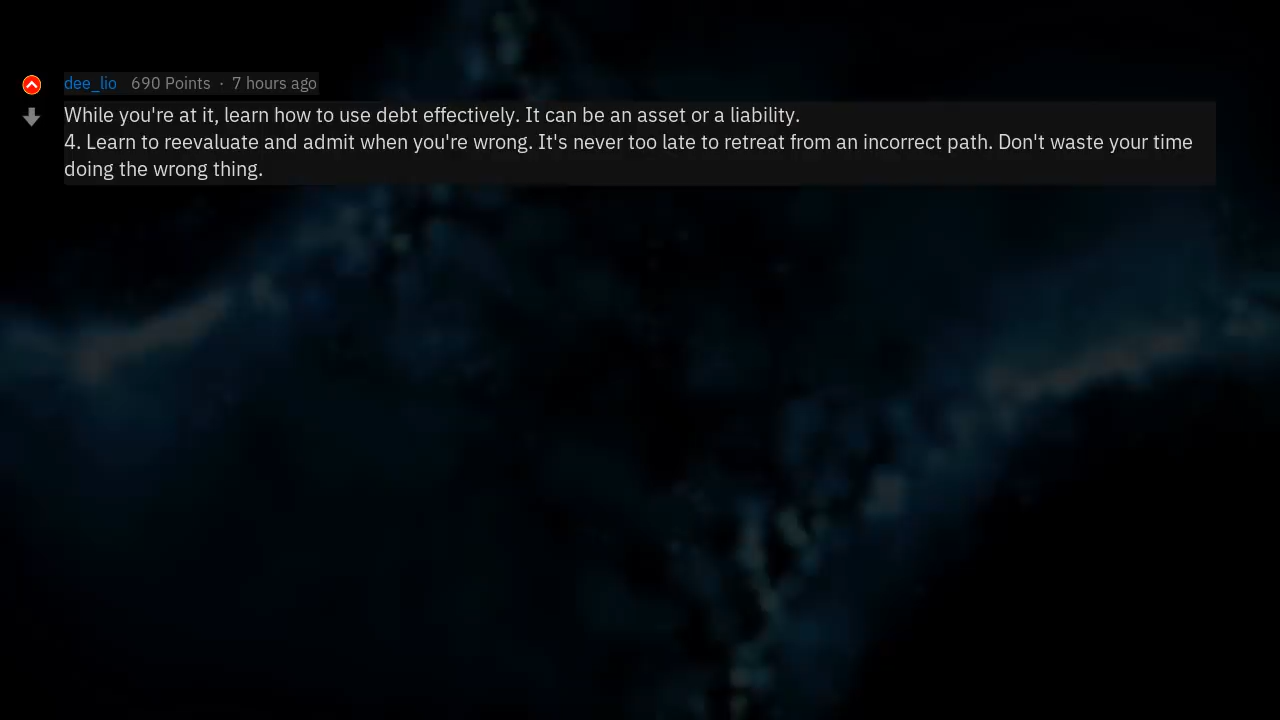 dee_lio 690 Points · 7 hours ago
While you're at it, learn how to use debt effectively. It can be an asset or a liability.
4. Learn to reevaluate and admit when you're wrong. It's never too late to retreat from an incorrect path. Don't waste your time
doing the wrong thing.